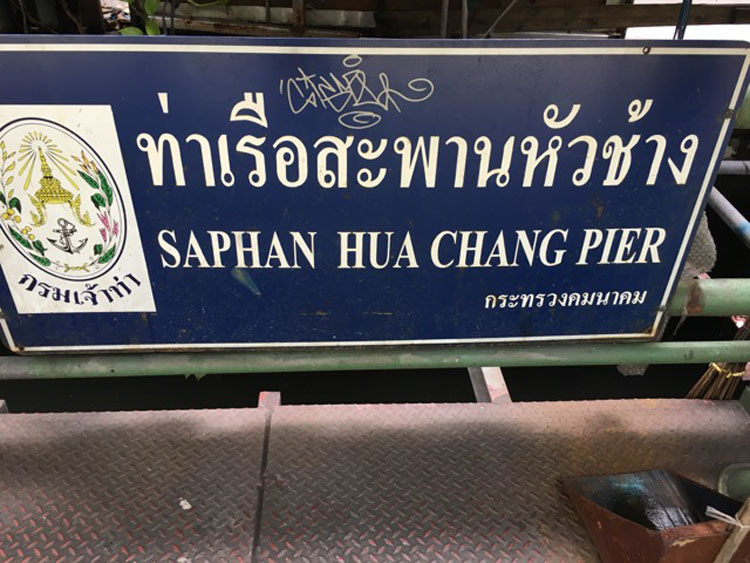 ท่าเรือสะพานหัวช้าง
SAPHAN HUA CHANG PIER
กระทรวงคมนาคม
กรมเจ้าท่า